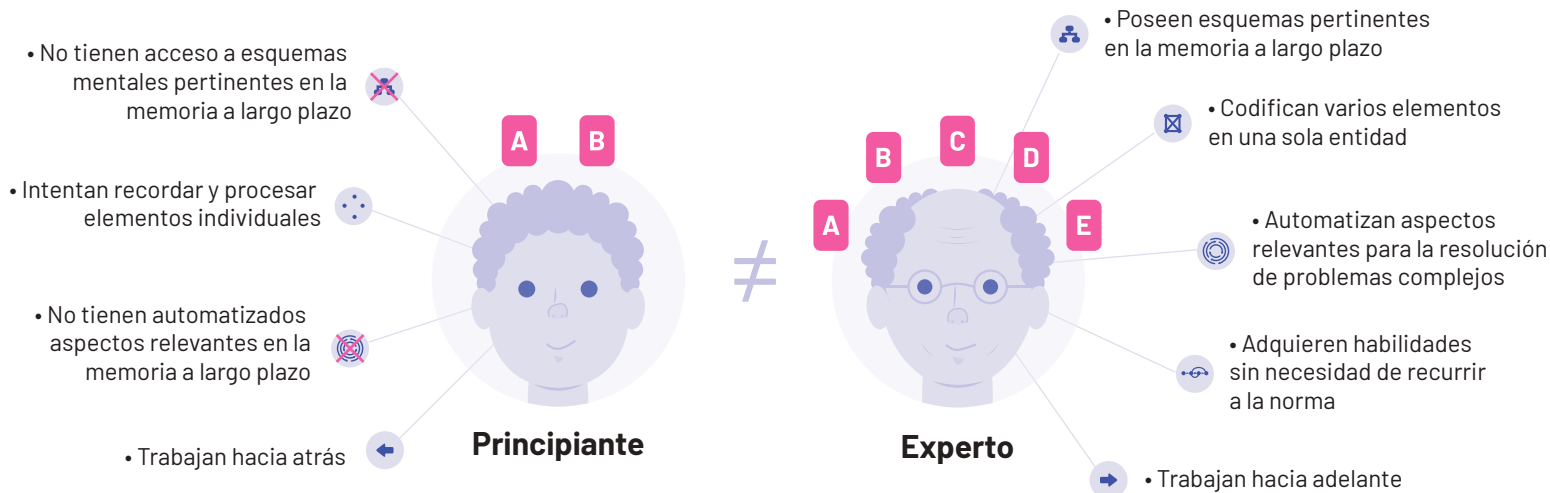 • No tienen acceso a esquemas
mentales pertinentes en la
memoria a largo plazo
• Intentan recordar y procesar
elementos individuales
• No tienen automatizados
aspectos relevantes en la
memoria a largo plazo
• Trabajan hacia atrás
A
B
Principiante
≠
A
B
C
D
E
Experto
• Poseen esquemas pertinentes
en la memoria a largo plazo
• Codifican varios elementos
en una sola entidad
• Automatizan aspectos
relevantes para la resolución
de problemas complejos
• Adquieren habilidades
sin necesidad de recurrir
a la norma
• Trabajan hacia adelante